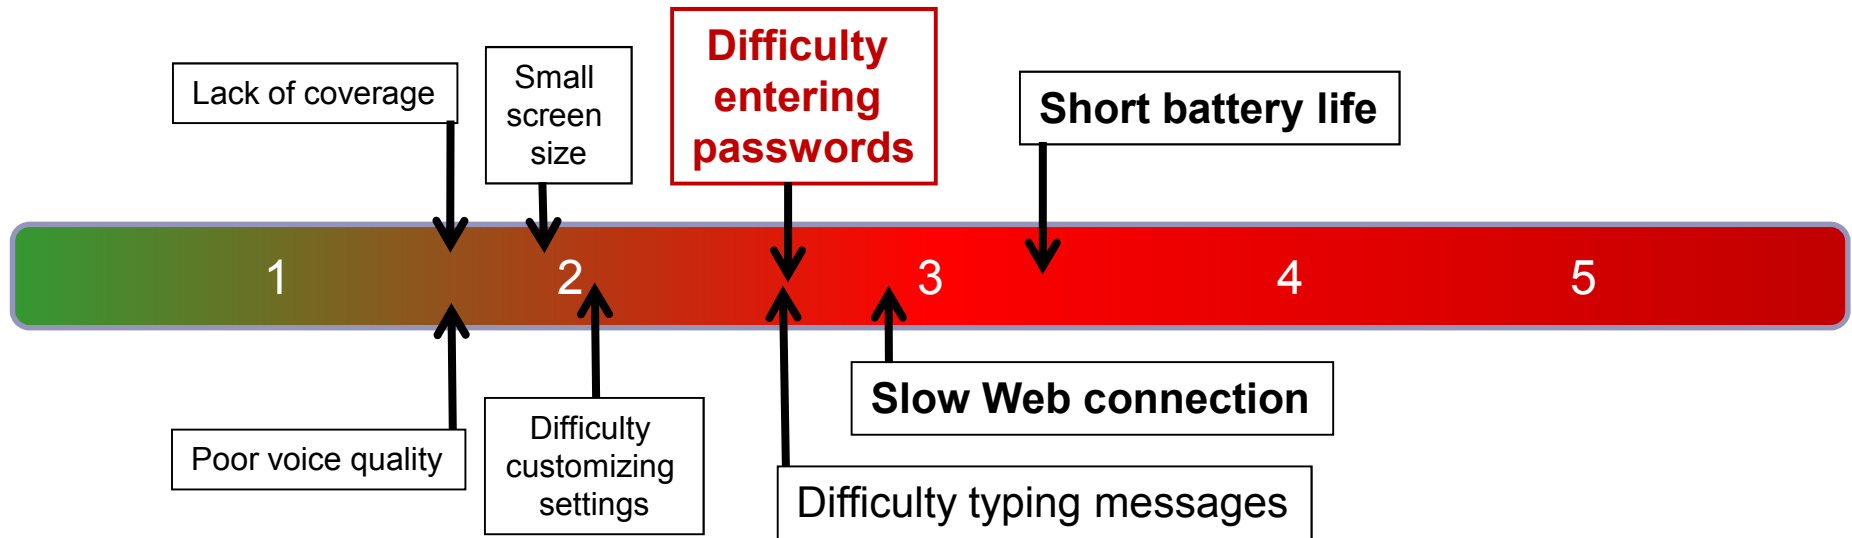 Lack of coverage
Small
screen
size
Difficulty
entering
passwords
Short battery life
1 2 3 4 5
Poor voice quality
Difficulty
customizing
settings
Slow Web connection
Difficulty typing messages